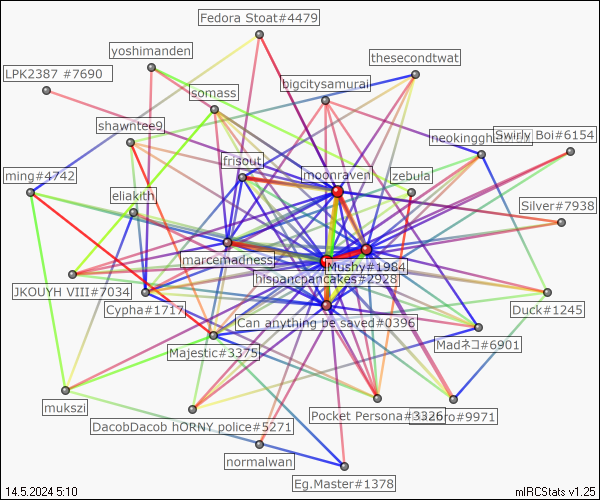 Fedora Stoat#4479
yoshimanden
thesecondtwat
LPK2387 #7690
bigcitysamurai
somass
shawntee9
Swirly Boi#6154
frisout
moonraven
zebula
ming#4742
eliakith
Silver#7938
marcemadness
Mushy#1984
hispancpancakes#2928
JKOUYH VIII#7034
Cypha#1717
Duck#1245
Can anything be saved#0396
Madネコ#6901
Majestic#3375
mukszi
Pocket Persona#3326
DacobDacob hORNY police#5271
normalwan
Eg.Master#1378
14.5.2024 5:10
mIRCStats v1.25